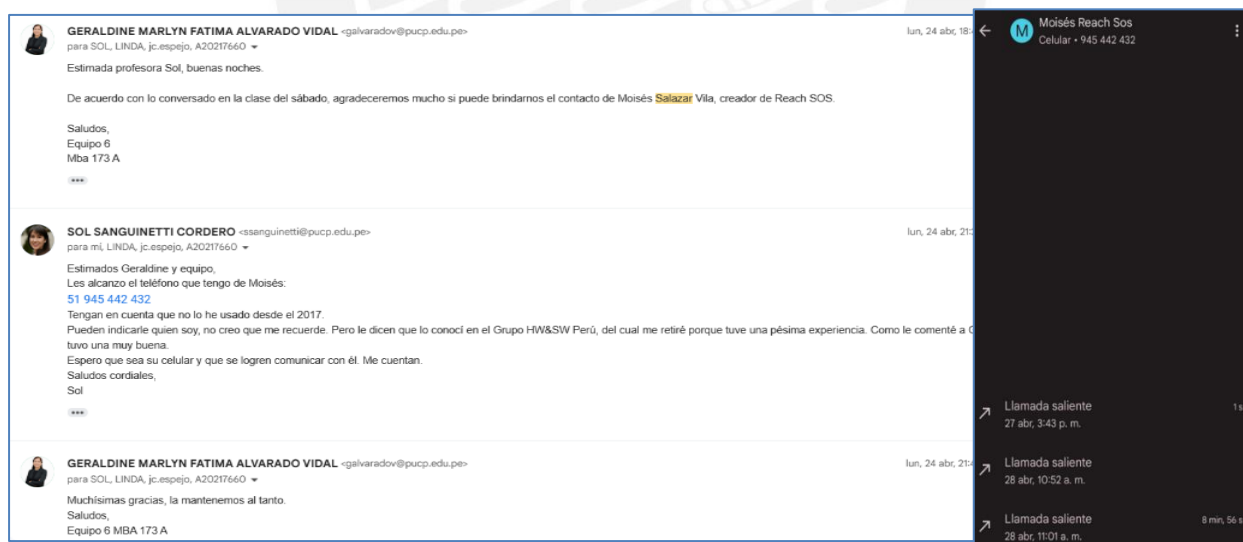 GERALDINE MARLYN FATIMA ALVARADO VIDAL <galvaradov@pucp.edu.pe>
lun, 24 abr, 18:
para SOL, LINDA, jc.espejo, A20217660
Estimada profesora Sol, buenas noches.
De acuerdo con lo conversado en la clase del sábado, agradeceremos mucho si puede brindarnos el contacto de Moisés Salazar Vila, creador de Reach SOS.
Saludos,
Equipo 6
Mba 173 A
SOL SANGUINETTI CORDERO <ssanguinetti@pucp.edu.pe>
lun, 24 abr, 21:
para mí, LINDA, jc.espejo, A20217660
Estimados Geraldine y equipo,
Les alcanzo el teléfono que tengo de Moisés:
51 945 442 432
Tengan en cuenta que no lo he usado desde el 2017.
Pueden indicarle quien soy, no creo que me recuerde. Pero le dicen que lo conocí en el Grupo HW&SW Perú, del cual me retiré porque tuve una pésima experiencia. Como le comenté a
tuvo una muy buena.
Espero que sea su celular y que se logren comunicar con él. Me cuentan.
Saludos cordiales,
Sol
GERALDINE MARLYN FATIMA ALVARADO VIDAL <galvaradov@pucp.edu.pe>
lun, 24 abr, 21:
para SOL, LINDA, jc.espejo, A20217660
Muchísimas gracias, la mantenemos al tanto.
Saludos,
Equipo 6 MBA 173 A
M
Moisés Reach Sos
Celular • 945 442 432
Llamada saliente
1 s
27 abr, 3:43 p. m.
Llamada saliente
28 abr, 10:52 a. m.
Llamada saliente
8 min, 56 s
28 abr, 11:01 a. m.